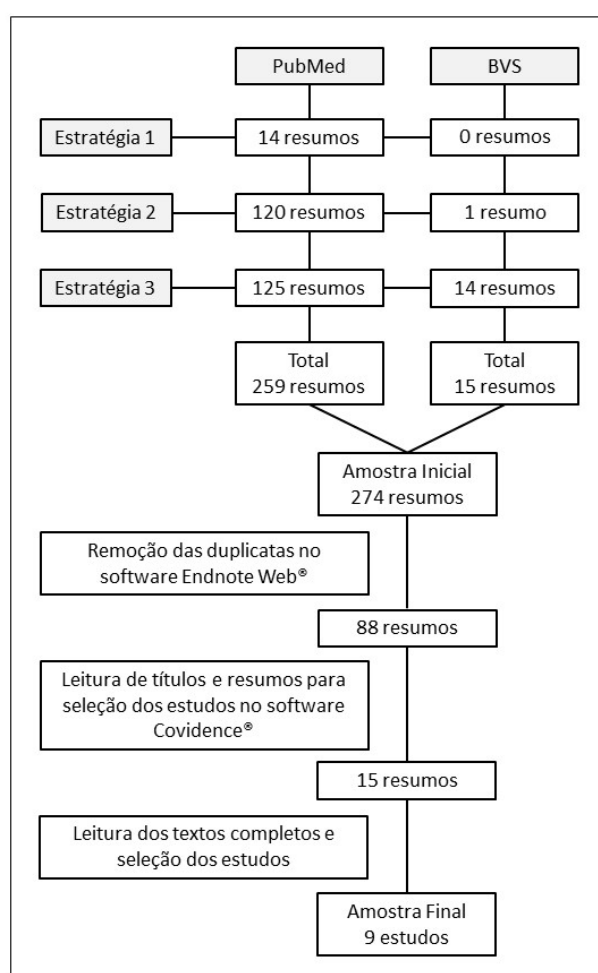 PubMed
BVS
Estratégia 1
14 resumos
0 resumos
Estratégia 2
120 resumos
1 resumo
Estratégia 3
125 resumos
14 resumos
Total
259 resumos
Total
15 resumos
Amostra Inicial
274 resumos
Remoção das duplicatas no
software Endnote Web®
88 resumos
Leitura de títulos e resumos para
seleção dos estudos no software
Covidence®
15 resumos
Leitura dos textos completos e
seleção dos estudos
Amostra Final
9 estudos